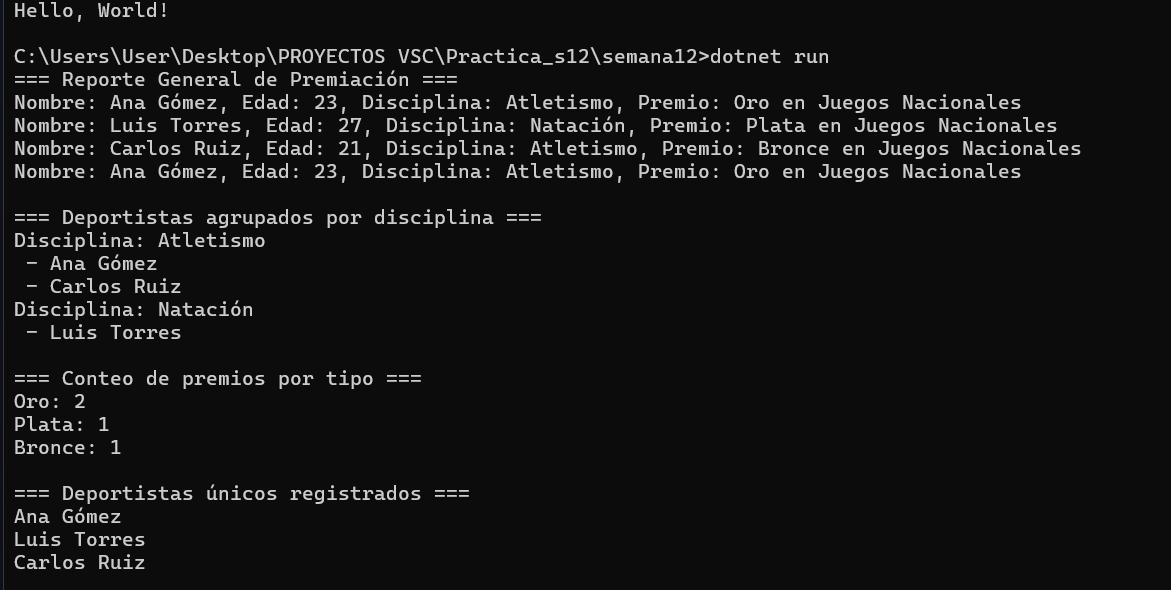 Hello, World!
C:\Users\User\Desktop\PROYECTOS VSC\Practica_s12\semana12>dotnet run
=== Reporte General de Premiación ===
Nombre: Ana Gómez, Edad: 23, Disciplina: Atletismo, Premio: Oro en Juegos Nacionales
Nombre: Luis Torres, Edad: 27, Disciplina: Natación, Premio: Plata en Juegos Nacionales
Nombre: Carlos Ruiz, Edad: 21, Disciplina: Atletismo, Premio: Bronce en Juegos Nacionales
Nombre: Ana Gómez, Edad: 23, Disciplina: Atletismo, Premio: Oro en Juegos Nacionales
=== Deportistas agrupados por disciplina ===
Disciplina: Atletismo
 - Ana Gómez
 - Carlos Ruiz
Disciplina: Natación
 - Luis Torres
=== Conteo de premios por tipo ===
Oro: 2
Plata: 1
Bronce: 1
=== Deportistas únicos registrados ===
Ana Gómez
Luis Torres
Carlos Ruiz